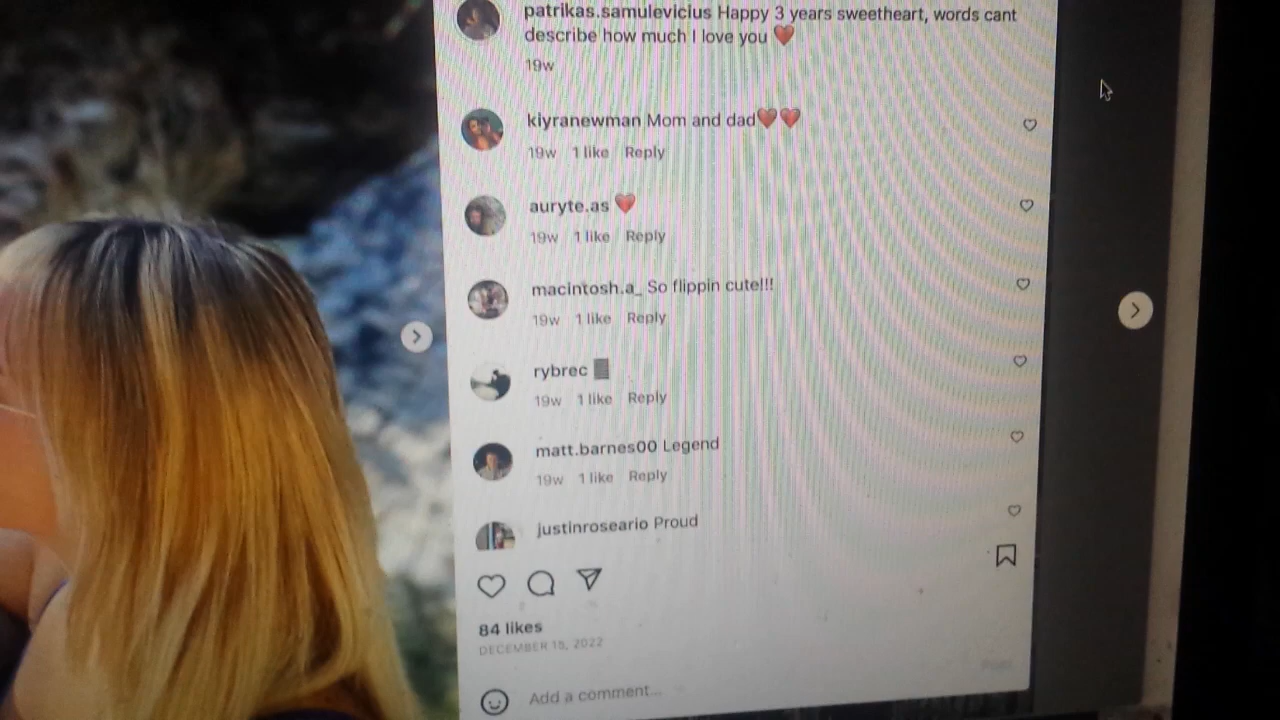 patrikas.samulevicius Happy 3 years sweetheart, words cant
describe how much I love you ❤️
19w
kiyranewman Mom and dad❤️❤️
19w 1 like Reply
auryte.as ❤️
19w 1 like Reply
macintosh.a_ So flippin cute!!!
19w 1 like Reply
rybrec
19w 1 like Reply
matt.barnes00 Legend
19w 1 like Reply
justinroseario Proud
84 likes
DECEMBER 15, 2022
Add a comment...
Post